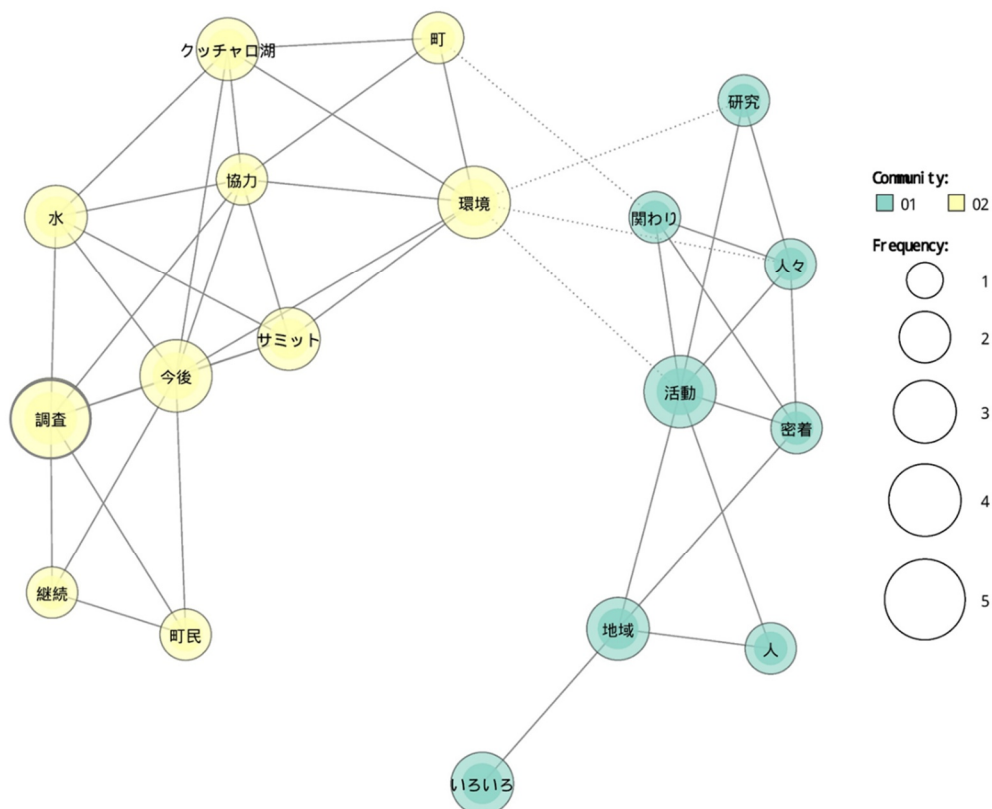 クッチャロ湖
町
研究
協力
水
環境
関わり
人々
サミット
今後
調査
活動
密着
継続
町民
地域
人
いろいろ
Community:
01
02
Frequency:
1
2
3
4
5